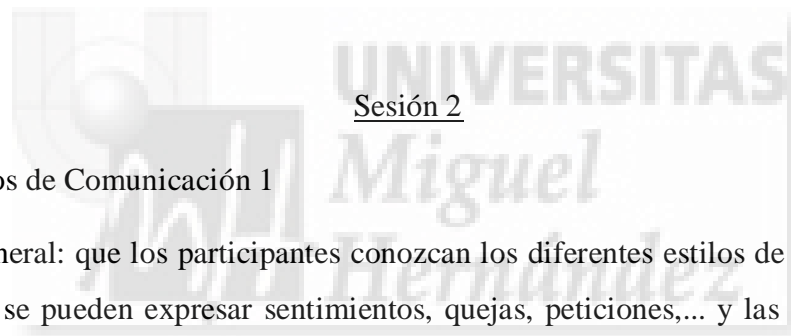 UNIVERSITAS
Sesión 2
Miguel
os de Comunicación 1
Hernández
neral: que los participantes conozcan los diferentes estilos de
se pueden expresar sentimientos, quejas, peticiones,... y las